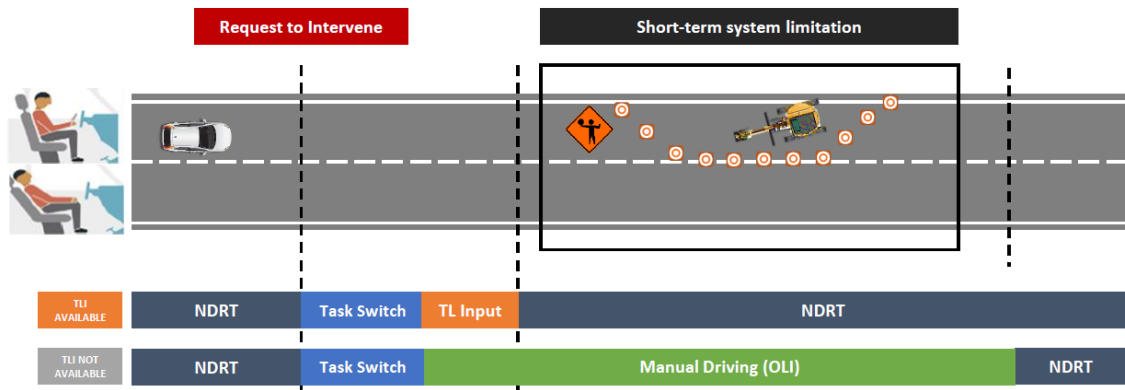 Request to Intervene
Short-term system limitation
TLI
AVAILABLE
NDRT
Task Switch
TL Input
NDRT
TLI NOT
AVAILABLE
NDRT
Task Switch
Manual Driving (OLI)
NDRT